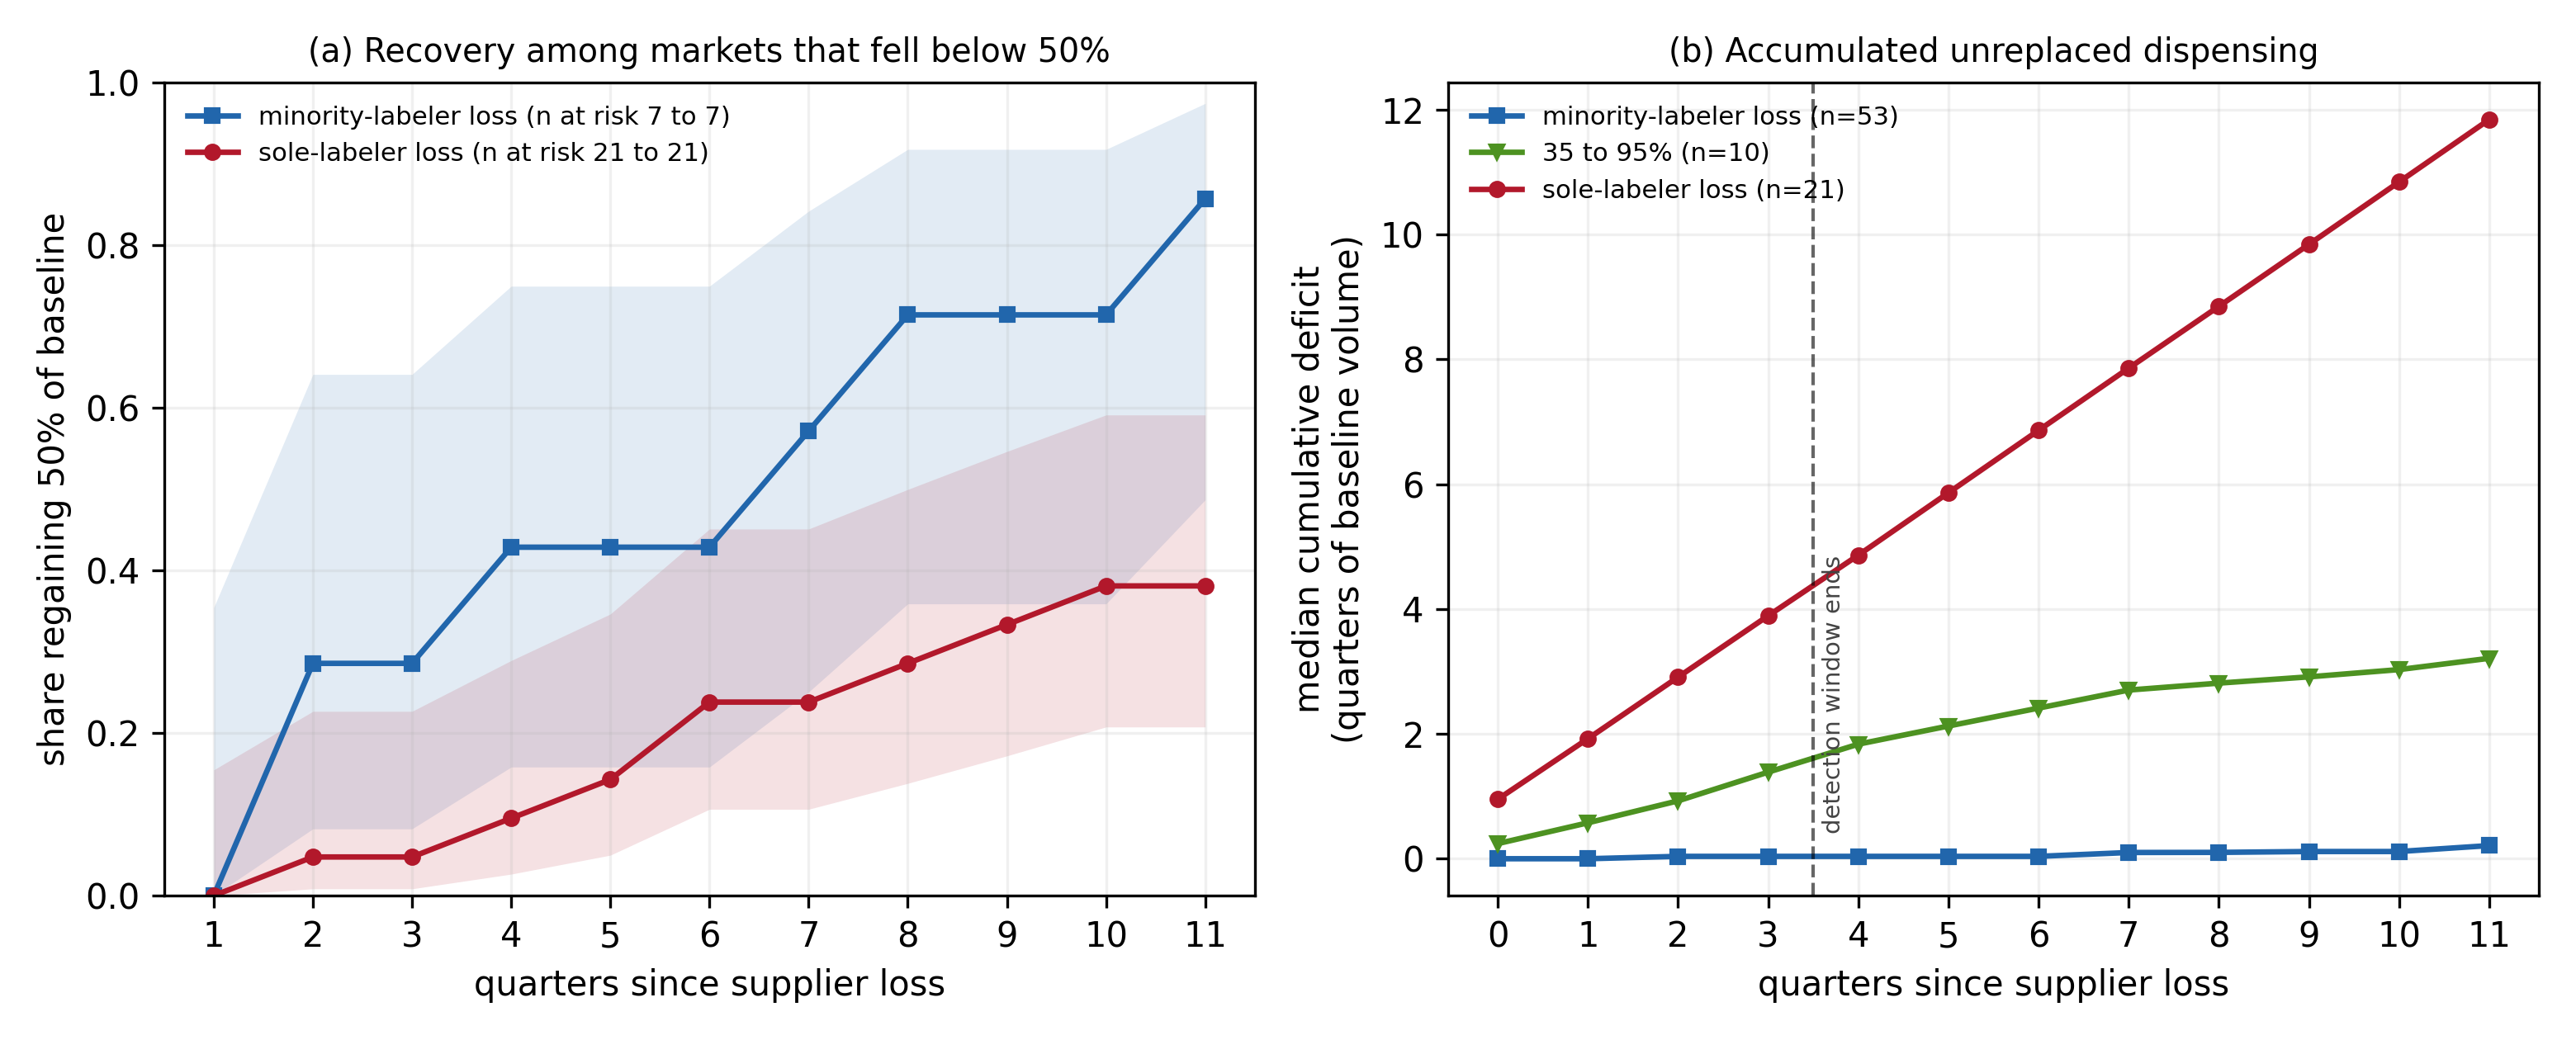 (a) Recovery among markets that fell below 50%
minority-labeler loss (n at risk 7 to 7)
sole-labeler loss (n at risk 21 to 21)
share regaining 50% of baseline
1.0
0.8
0.6
0.4
0.2
0.0
1 2 3 4 5 6 7 8 9 10 11
quarters since supplier loss
(b) Accumulated unreplaced dispensing
minority-labeler loss (n=53)
35 to 95% (n=10)
sole-labeler loss (n=21)
median cumulative deficit
(quarters of baseline volume)
12
10
8
6
4
2
0
detection window ends
0 1 2 3 4 5 6 7 8 9 10 11
quarters since supplier loss